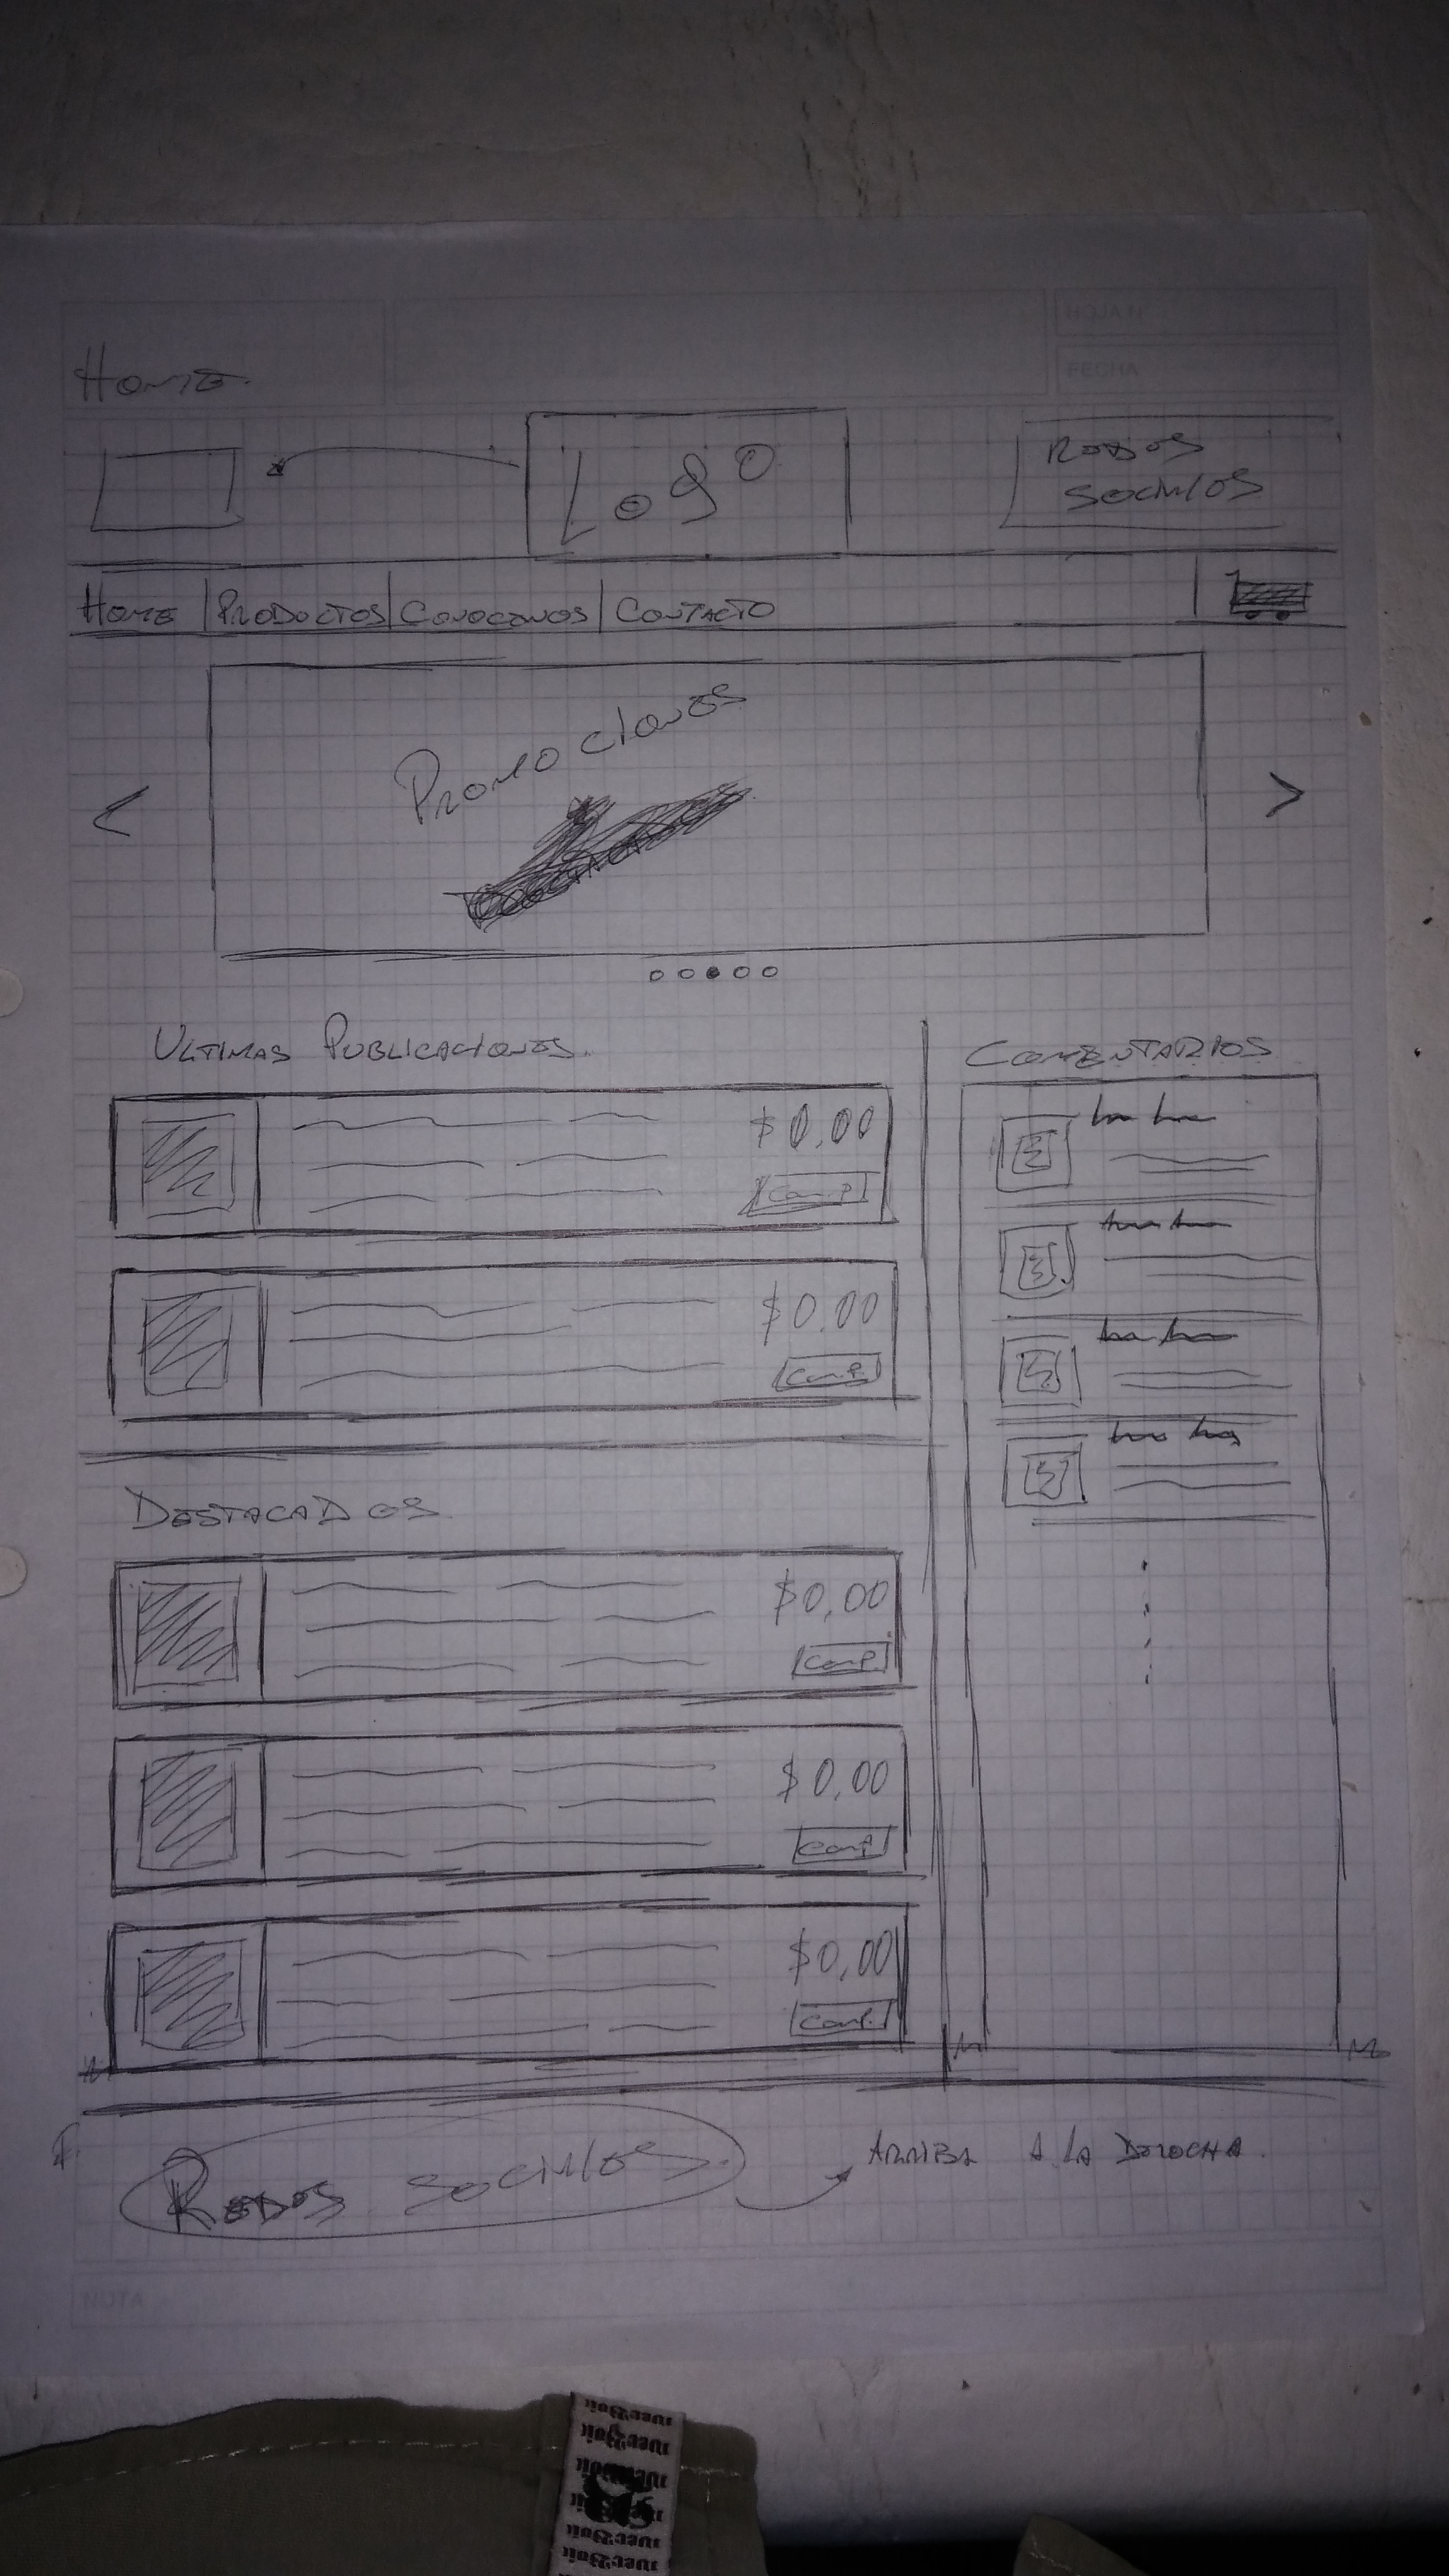 HOJA N°
FECHA
HOME
LOGO
REDES
SOCIALES
HOME | PRODUCTOS | CONOCENOS | CONTACTO
<
PROMOCIONES
>
ULTIMAS PUBLICACIONES.
COMENTARIOS
$0,00
Comp.
$0,00
Comp.
DESTACADOS
$0,00
Comp.
$0,00
Comp.
$0,00
Comp.
REDES SOCIALES.
ARRIBA A LA DERECHA.
NOTA